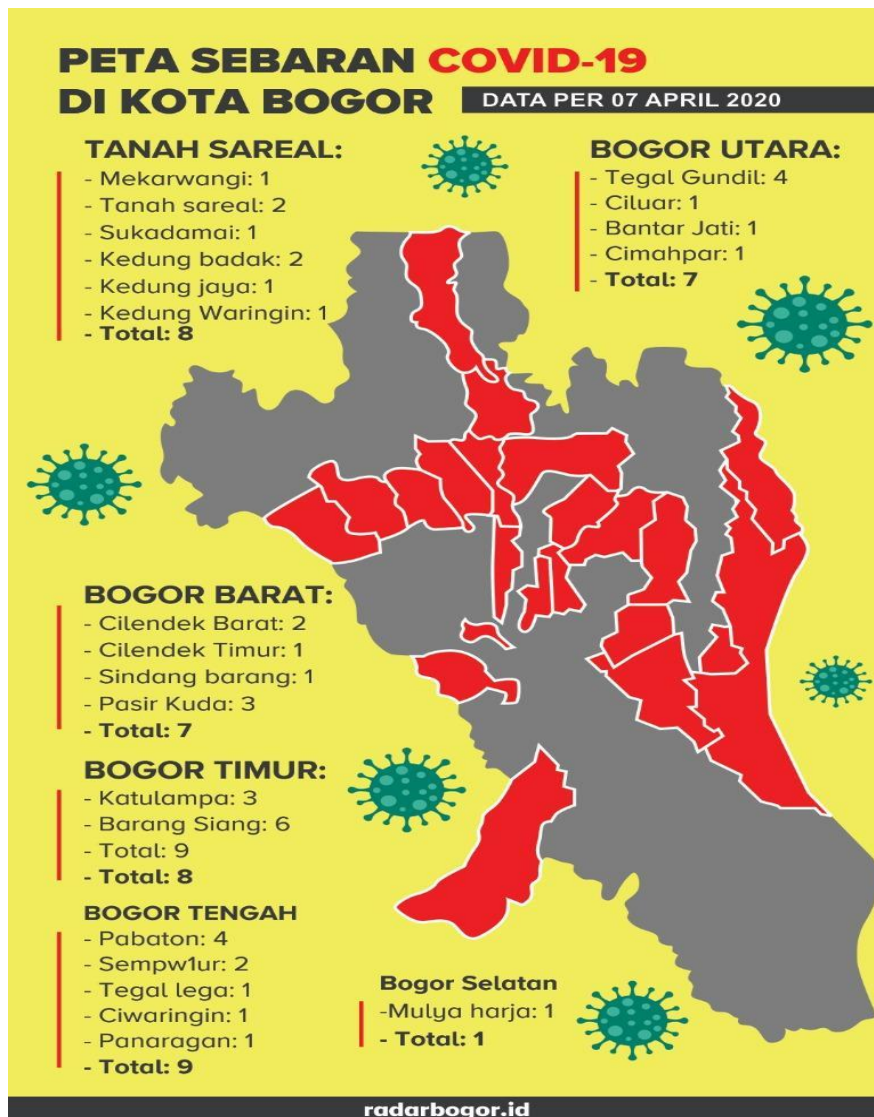 PETA SEBARAN COVID-19
DI KOTA BOGOR
DATA PER 07 APRIL 2020
TANAH SAREAL:
- Mekarwangi: 1
- Tanah sareal: 2
- Sukadamai: 1
- Kedung badak: 2
- Kedung jaya: 1
- Kedung Waringin: 1
- Total: 8
BOGOR UTARA:
- Tegal Gundil: 4
- Ciluar: 1
- Bantar Jati: 1
- Cimahpar: 1
- Total: 7
BOGOR BARAT:
- Cilendek Barat: 2
- Cilendek Timur: 1
- Sindang barang: 1
- Pasir Kuda: 3
- Total: 7
BOGOR TIMUR:
- Katulampa: 3
- Barang Siang: 6
- Total: 9
- Total: 8
BOGOR TENGAH
- Pabaton: 4
- Sempw1ur: 2
- Tegal lega: 1
- Ciwaringin: 1
- Panaragan: 1
- Total: 9
Bogor Selatan
-Mulya harja: 1
- Total: 1
radarbogor.id